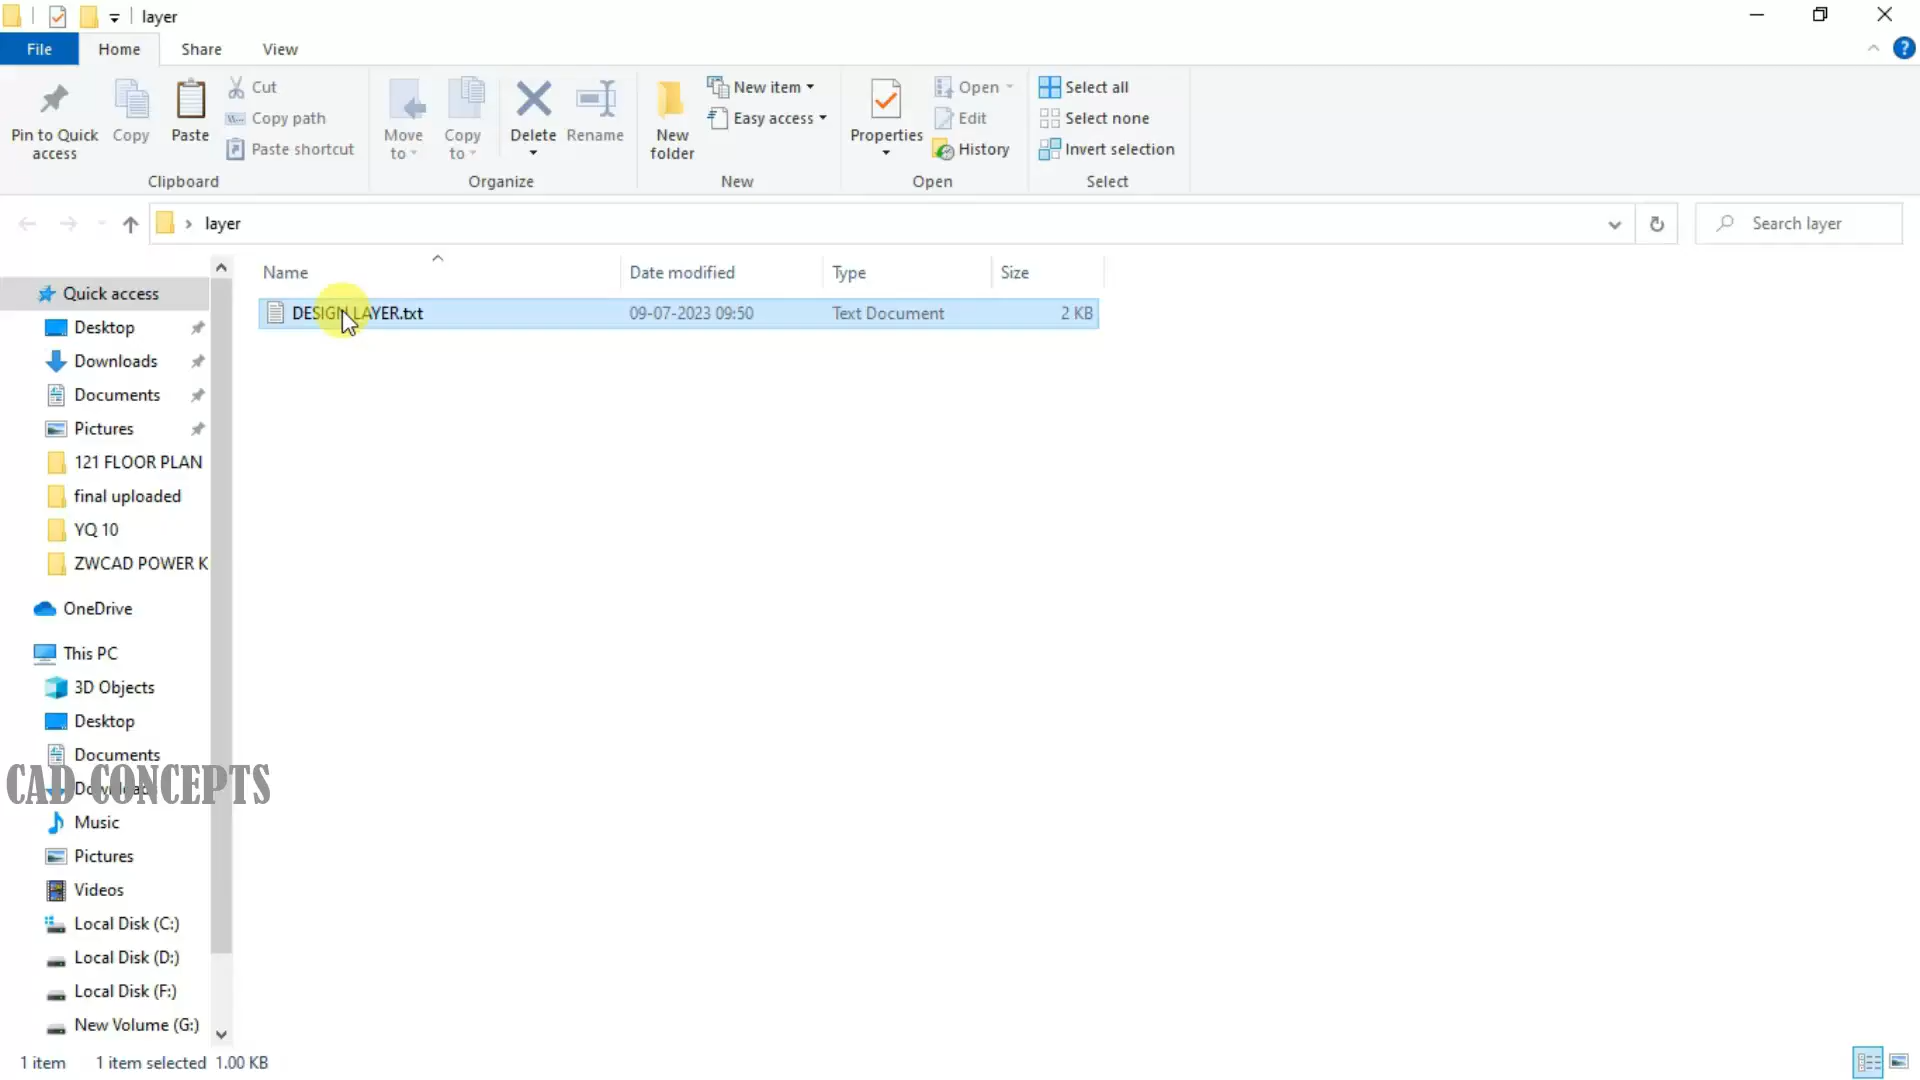 layer
File Home Share View
Pin to Quick access
Copy
Paste
Cut
Copy path
Paste shortcut
Clipboard
Move to
Copy to
Delete
Rename
Organize
New folder
New item
Easy access
New
Properties
Open
Edit
History
Open
Select all
Select none
Invert selection
Select
layer
Search layer
Name Date modified Type Size
DESIGN LAYER.txt 09-07-2023 09:50 Text Document 2 KB
Quick access
Desktop
Downloads
Documents
Pictures
121 FLOOR PLAN
final uploaded
YQ 10
ZWCAD POWER K
OneDrive
This PC
3D Objects
Desktop
Documents
Downloads
CAD CONCEPTS
Music
Pictures
Videos
Local Disk (C:)
Local Disk (D:)
Local Disk (F:)
New Volume (G:)
1 item 1 item selected 1.00 KB